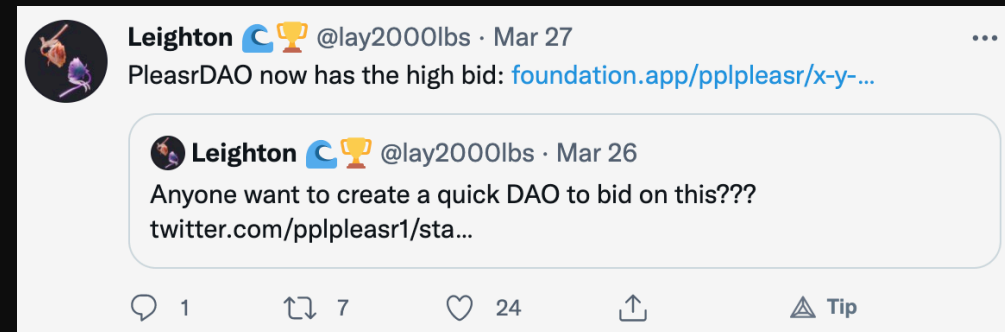 Leighton 🌊🏆 @lay2000lbs · Mar 27
PleasrDAO now has the high bid: foundation.app/pplpleasr/x-y-...
Leighton 🌊🏆 @lay2000lbs · Mar 26
Anyone want to create a quick DAO to bid on this???
twitter.com/pplpleasr1/sta...
1 7 24 Tip